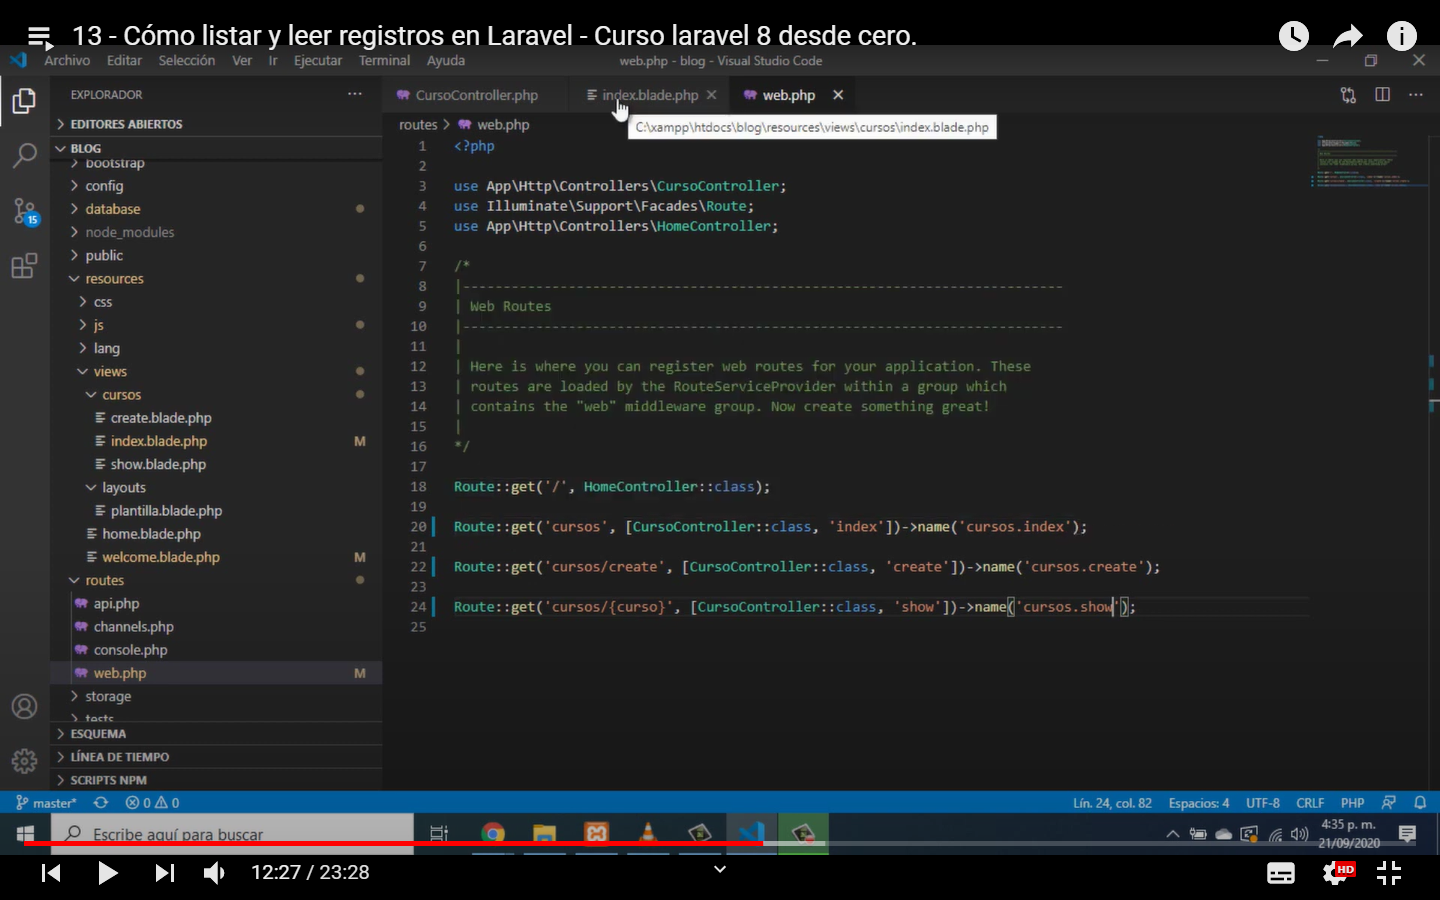 13 - Cómo listar y leer registros en Laravel - Curso laravel 8 desde cero.
Archivo Editar Selección Ver Ir Ejecutar Terminal Ayuda
web.php - blog - Visual Studio Code
EXPLORADOR
EDITORES ABIERTOS
BLOG
bootstrap
config
database
node_modules
public
resources
css
js
lang
views
cursos
create.blade.php
index.blade.php M
show.blade.php
layouts
plantilla.blade.php
home.blade.php
welcome.blade.php M
routes
api.php
channels.php
console.php
web.php M
storage
tests
ESQUEMA
LÍNEA DE TIEMPO
SCRIPTS NPM
15
CursoController.php index.blade.php web.php
routes > web.php
C:\xampp\htdocs\blog\resources\views\cursos\index.blade.php
1 <?php
2
3 use App\Http\Controllers\CursoController;
4 use Illuminate\Support\Facades\Route;
5 use App\Http\Controllers\HomeController;
6
7 /*
8 |--------------------------------------------------------------------------
9 | Web Routes
10 |--------------------------------------------------------------------------
11 |
12 | Here is where you can register web routes for your application. These
13 | routes are loaded by the RouteServiceProvider within a group which
14 | contains the "web" middleware group. Now create something great!
15 |
16 */
17
18 Route::get('/', HomeController::class);
19
20 Route::get('cursos', [CursoController::class, 'index'])->name('cursos.index');
21
22 Route::get('cursos/create', [CursoController::class, 'create'])->name('cursos.create');
23
24 Route::get('cursos/{curso}', [CursoController::class, 'show'])->name('cursos.show');
25
master* 0 0
Lín. 24, col. 82 Espacios: 4 UTF-8 CRLF PHP
Escribe aquí para buscar
4:35 p. m.
21/09/2020
12:27 / 23:28
HD